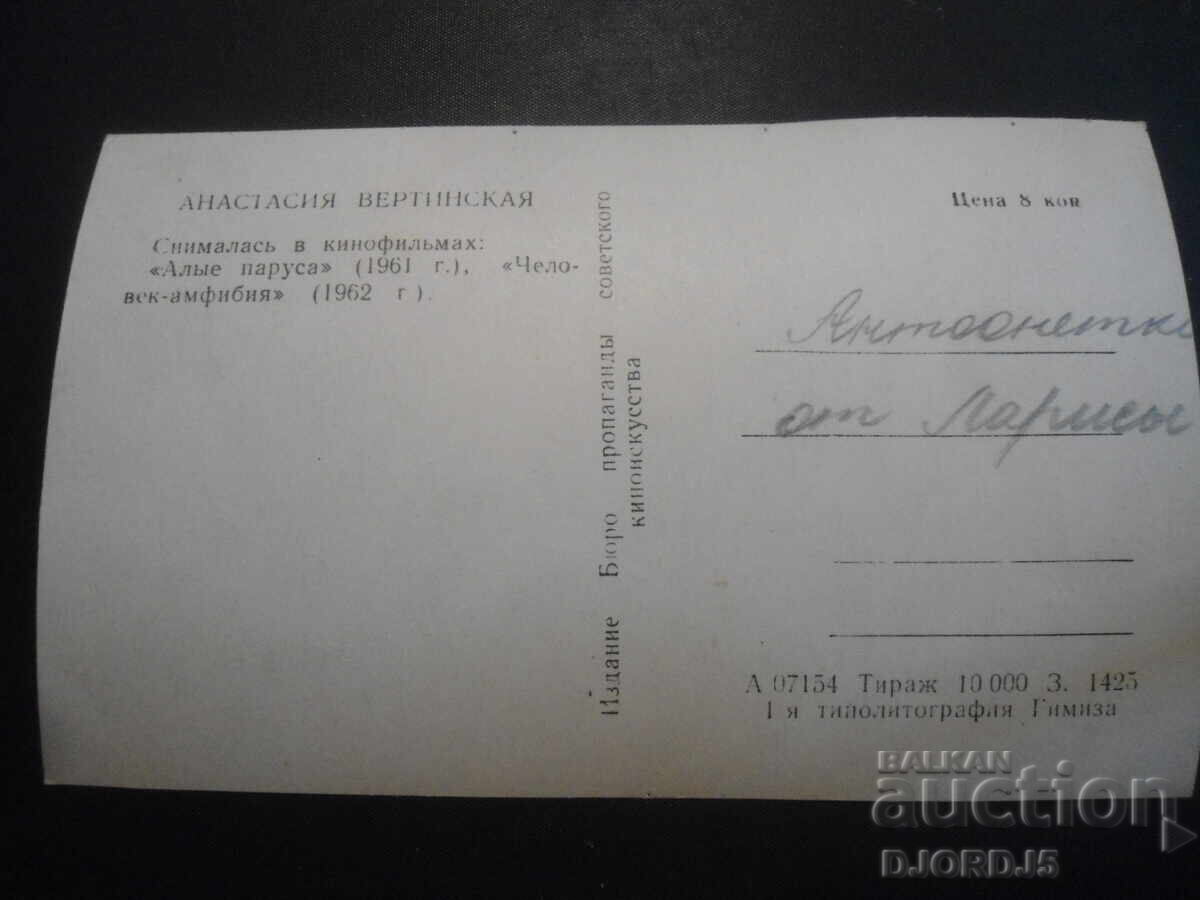 АНАСТАСИЯ ВЕРТИНСКАЯ
Снималась в кинофильмах:
«Алые паруса» (1961 г.), «Чело-
век-амфибия» (1962 г).
Издание Бюро пропаганды советского
киноискусства
Цена 8 коп
Антоонетке
от Ларисы
А 07154 Тираж 10 000 З. 1425
1 я типолитография Гимиза
BALKAN
auction
DJORDJ5